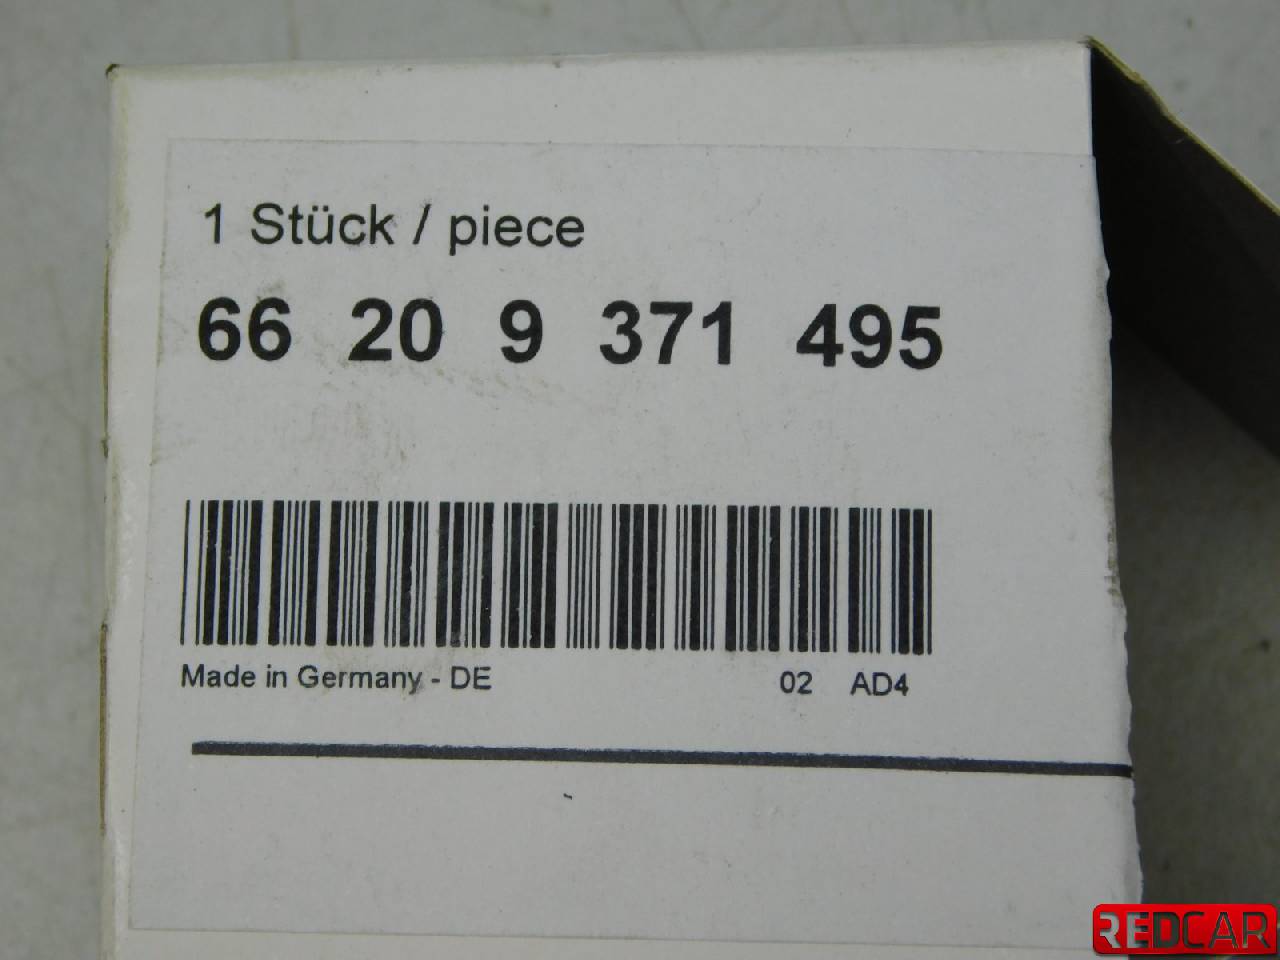 1 Stück / piece
66 20 9 371 495
Made in Germany - DE 02 AD4
REDCAR